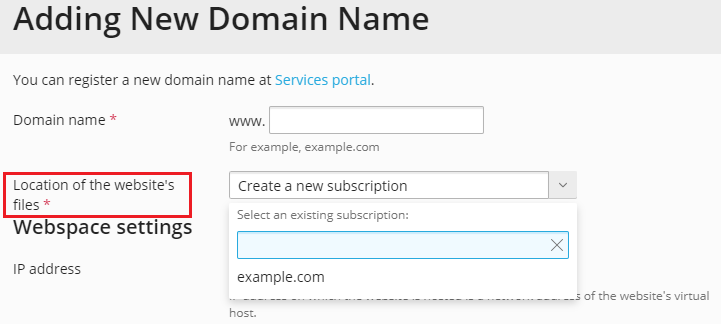 Adding New Domain Name
You can register a new domain name at Services portal.
Domain name *
www.
For example, example.com
Location of the website's
files *
Create a new subscription
Select an existing subscription:
example.com
Webspace settings
IP address
IP address on which the website is hosted is a network address of the website's virtual
host.